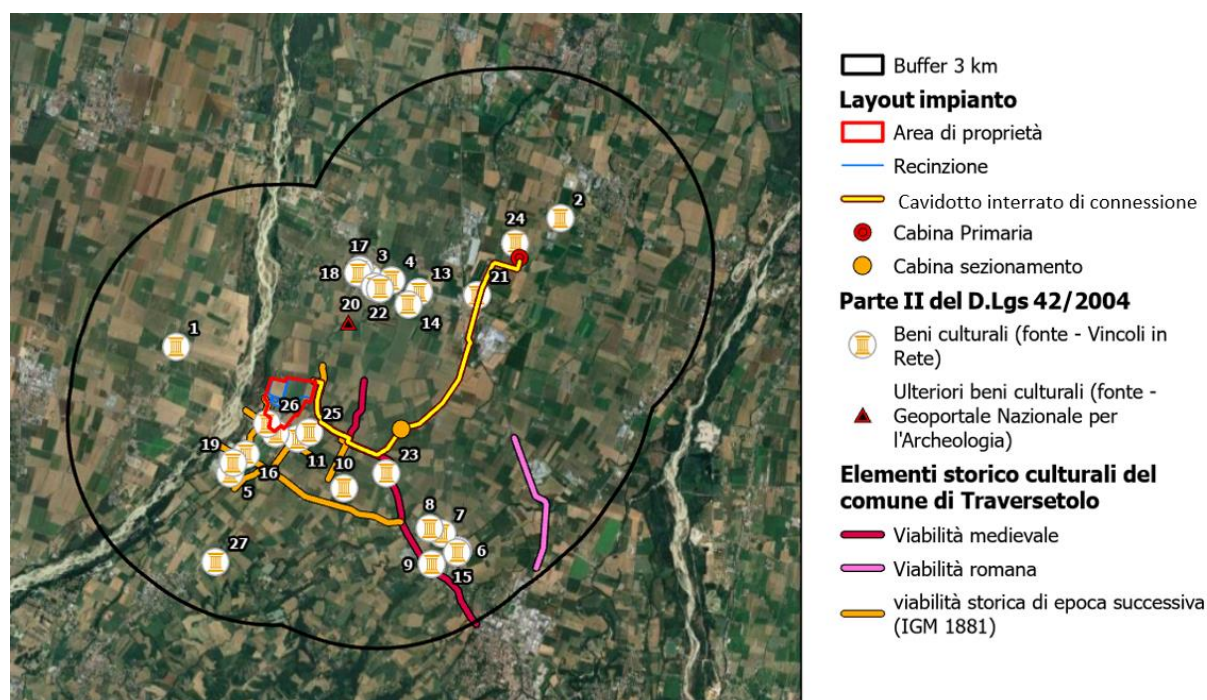 2
24
17
3
4
13
18
21
20
22
14
1
26
25
19
11
10
23
16
5
8
7
27
9
6
15
Buffer 3 km
Layout impianto
Area di proprietà
Recinzione
Cavidotto interrato di connessione
Cabina Primaria
Cabina sezionamento
Parte II del D.Lgs 42/2004
Beni culturali (fonte - Vincoli in
Rete)
Ulteriori beni culturali (fonte -
Geoportale Nazionale per
l'Archeologia)
Elementi storico culturali del
comune di Traversetolo
Viabilità medievale
Viabilità romana
viabilità storica di epoca successiva
(IGM 1881)